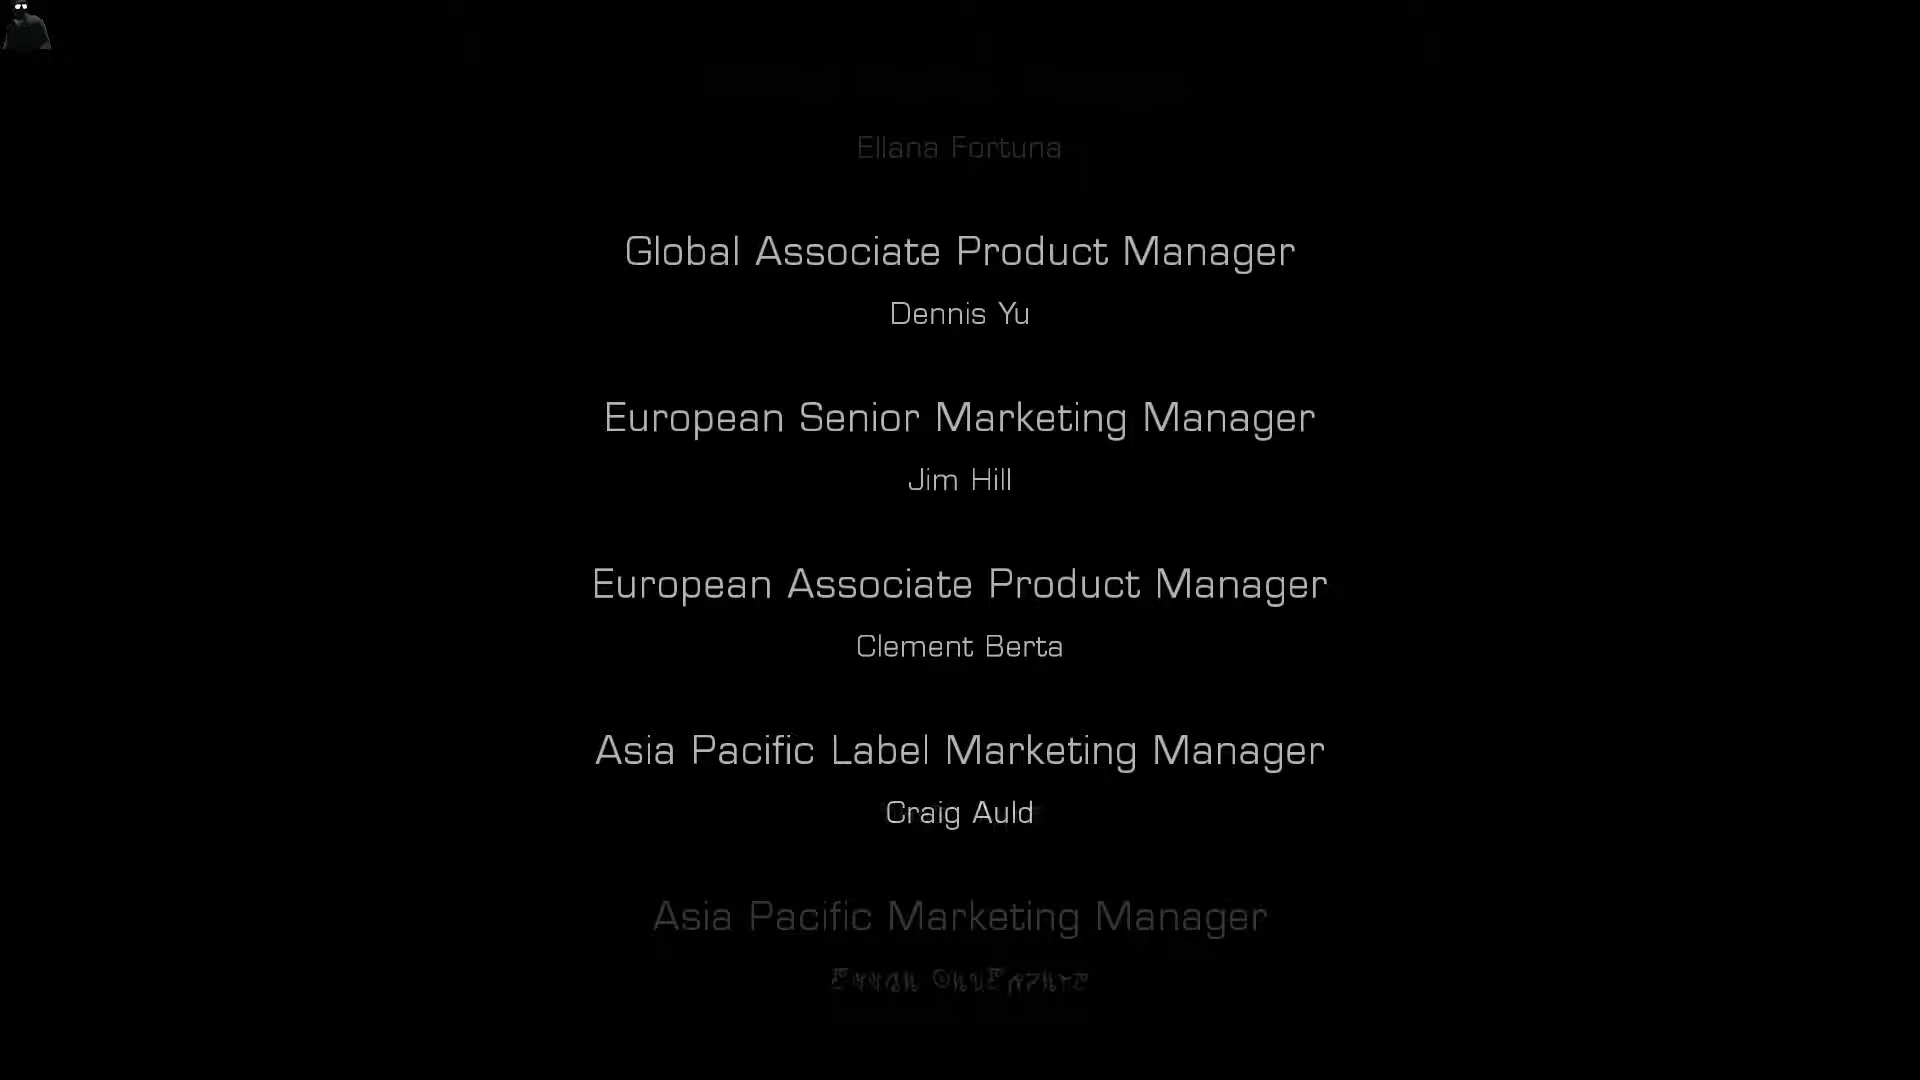 Ellana Fortuna
Global Associate Product Manager
Dennis Yu
European Senior Marketing Manager
Jim Hill
European Associate Product Manager
Clement Berta
Asia Pacific Label Marketing Manager
Craig Auld
Asia Pacific Marketing Manager